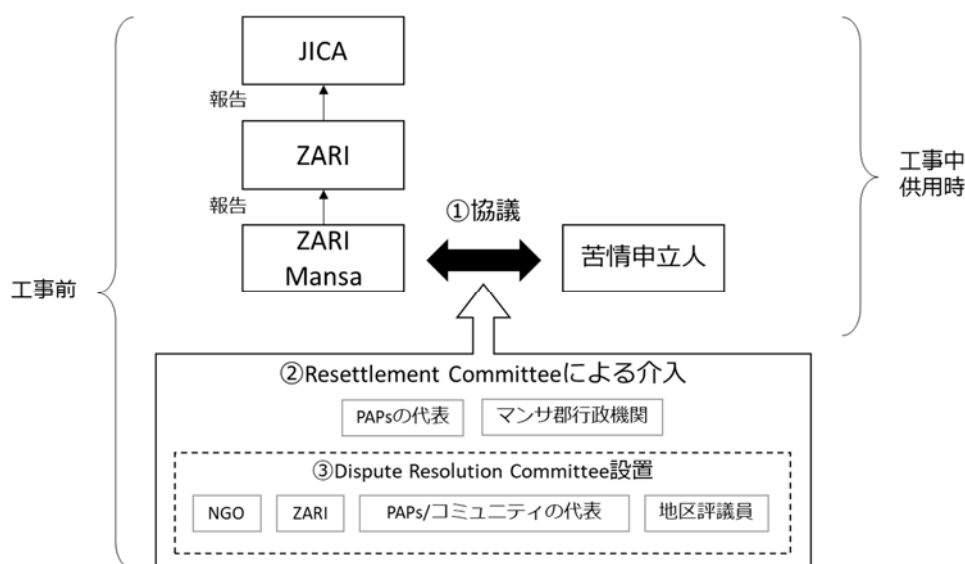 JICA
報告
ZARI
報告
①協議
ZARI
Mansa
苦情申立人
工事前
工事中
供用時
②Resettlement Committeeによる介入
PAPsの代表
マンサ郡行政機関
③Dispute Resolution Committee設置
NGO
ZARI
PAPs/コミュニティの代表
地区評議員